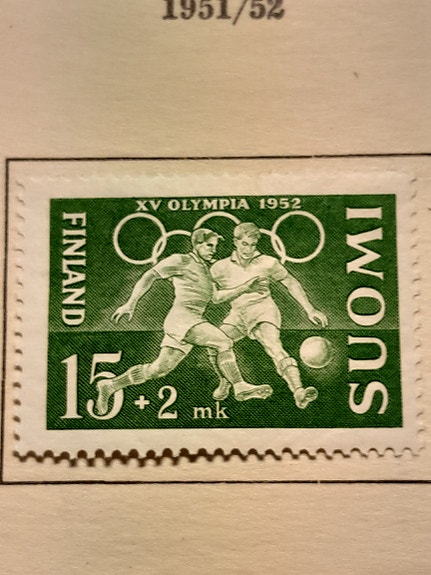 1951/52
XV OLYMPIA 1952
FINLAND
SUOMI
15 + 2 mk